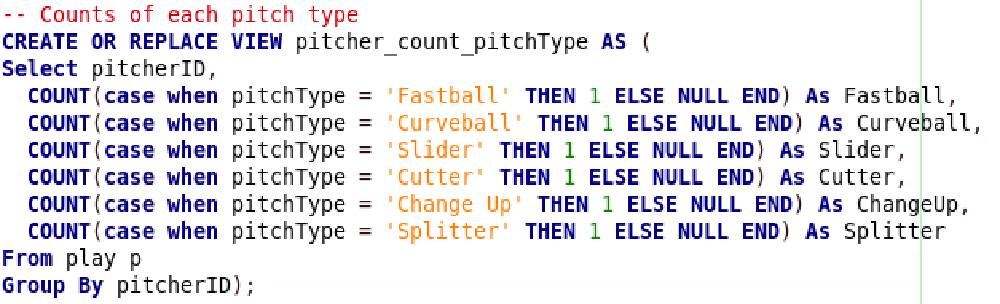 -- Counts of each pitch type
CREATE OR REPLACE VIEW pitcher_count_pitchType AS (
Select pitcherID,
  COUNT(case when pitchType = 'Fastball' THEN 1 ELSE NULL END) As Fastball,
  COUNT(case when pitchType = 'Curveball' THEN 1 ELSE NULL END) As Curveball,
  COUNT(case when pitchType = 'Slider' THEN 1 ELSE NULL END) As Slider,
  COUNT(case when pitchType = 'Cutter' THEN 1 ELSE NULL END) As Cutter,
  COUNT(case when pitchType = 'Change Up' THEN 1 ELSE NULL END) As ChangeUp,
  COUNT(case when pitchType = 'Splitter' THEN 1 ELSE NULL END) As Splitter
From play p
Group By pitcherID);